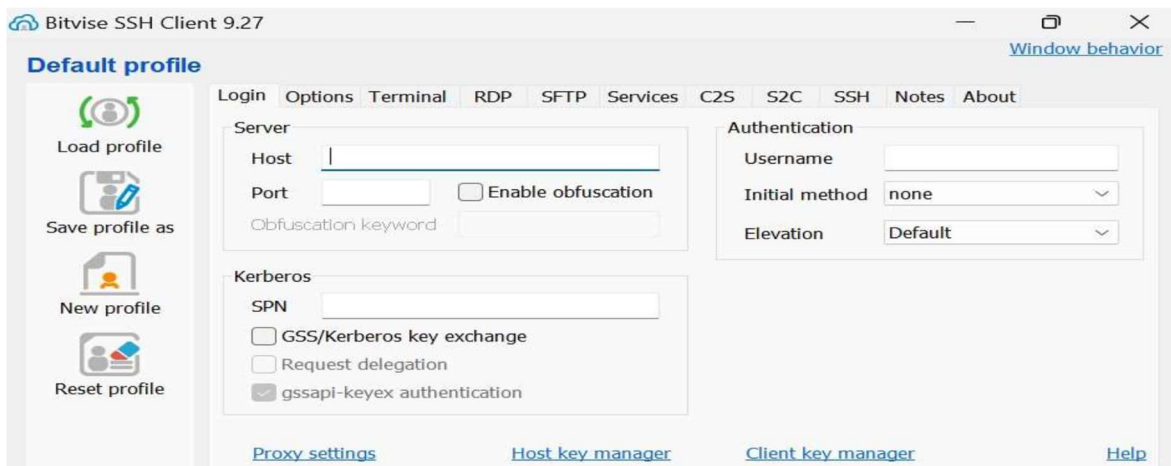 Bitvise SSH Client 9.27
Window behavior
Default profile
Load profile
Save profile as
New profile
Reset profile
Login Options Terminal RDP SFTP Services C2S S2C SSH Notes About
Server
Host
Port Enable obfuscation
Obfuscation keyword
Authentication
Username
Initial method none
Elevation Default
Kerberos
SPN
GSS/Kerberos key exchange
Request delegation
gssapi-keyex authentication
Proxy settings Host key manager Client key manager Help